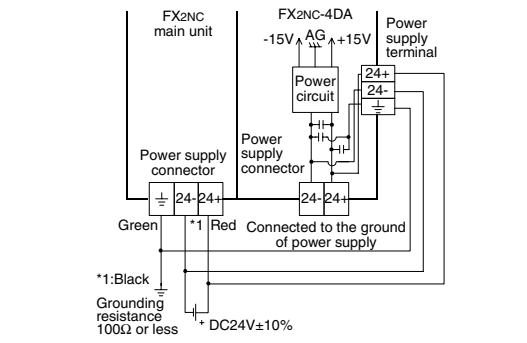 FX2NC
main unit
FX2NC-4DA
-15V
AG
+15V
Power
supply
terminal
Power
circuit
24+
24-
Power
supply
connector
Power supply
connector
24-
24+
24-
24+
Green
*1
Red
Connected to the ground
of power supply
*1:Black
Grounding
resistance
100Ω or less
+
DC24V±10%